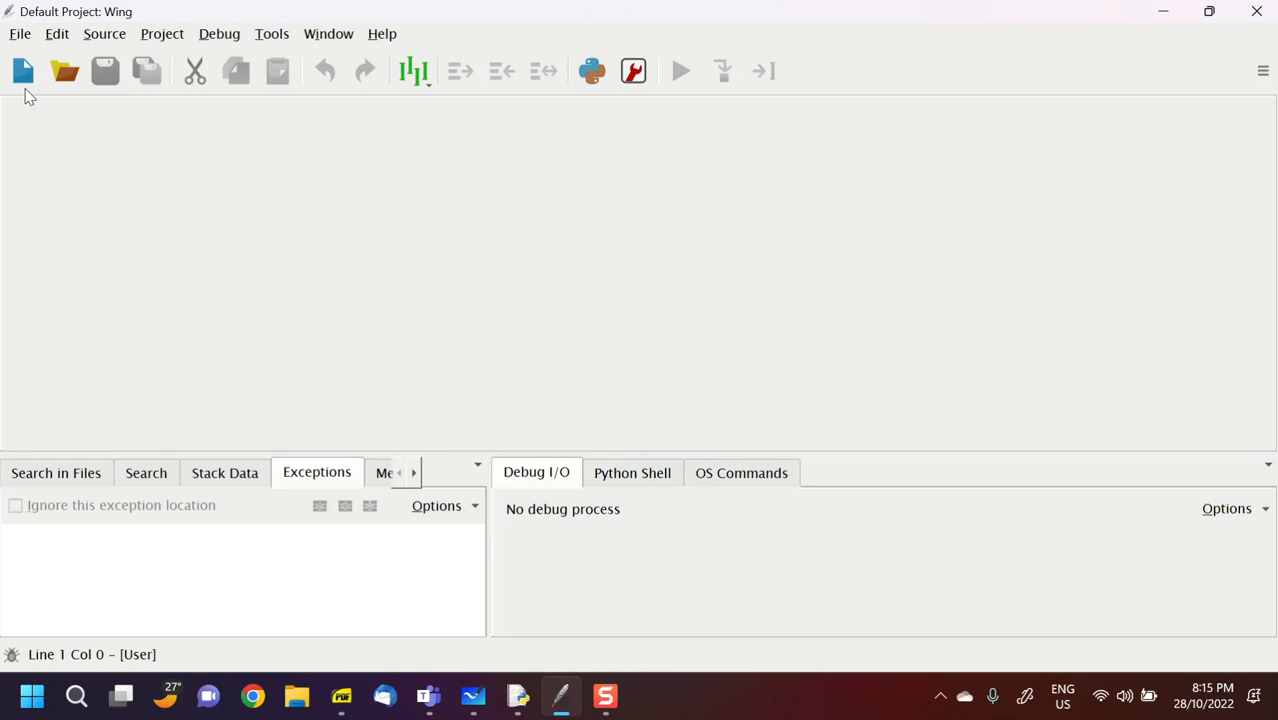 Default Project: Wing
File Edit Source Project Debug Tools Window Help
Search in Files Search Stack Data Exceptions Me Debug I/O Python Shell OS Commands
Ignore this exception location Options No debug process Options
Line 1 Col 0 - [User]
27° PDF S ENG 8:15 PM
US 28/10/2022